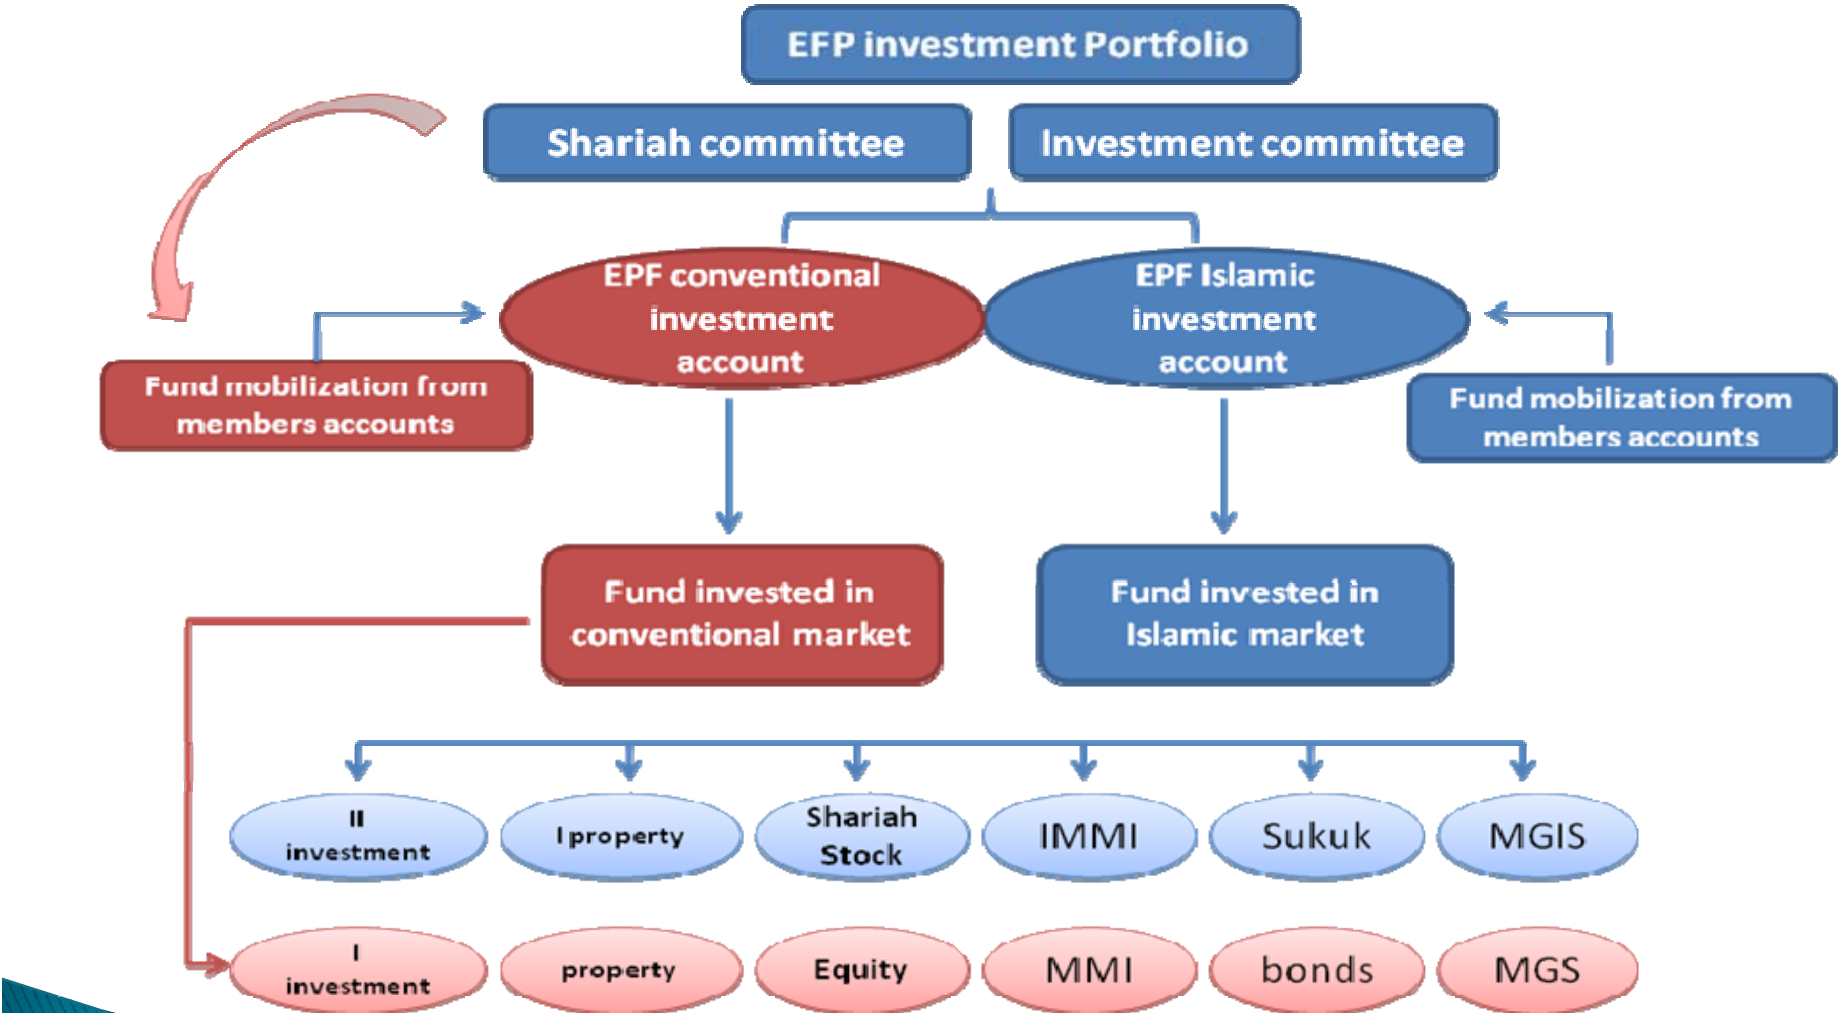 EFP investment Portfolio
Shariah committee
Investment committee
EPF conventional
investment
account
EPF Islamic
investment
account
Fund mobilization from
members accounts
Fund mobilization from
members accounts
Fund invested in
conventional market
Fund invested in
Islamic market
II
investment
I property
Shariah
Stock
IMMI
Sukuk
MGIS
I
investment
property
Equity
MMI
bonds
MGS